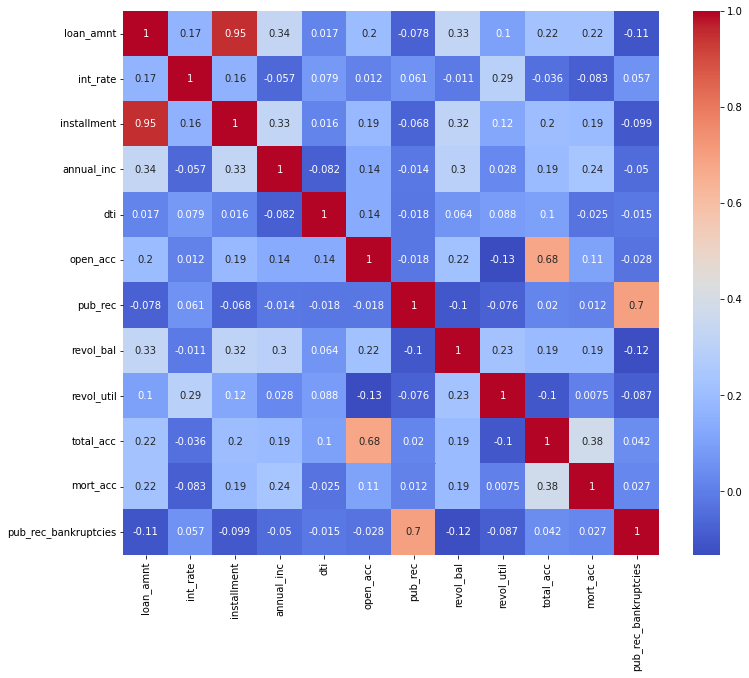 loan_amnt 1 0.17 0.95 0.34 0.017 0.2 -0.078 0.33 0.1 0.22 0.22 -0.11
int_rate 0.17 1 0.16 -0.057 0.079 0.012 0.061 -0.011 0.29 -0.036 -0.083 0.057
installment 0.95 0.16 1 0.33 0.016 0.19 -0.068 0.32 0.12 0.2 0.19 -0.099
annual_inc 0.34 -0.057 0.33 1 -0.082 0.14 -0.014 0.3 0.028 0.19 0.24 -0.05
dti 0.017 0.079 0.016 -0.082 1 0.14 -0.018 0.064 0.088 0.1 -0.025 -0.015
open_acc 0.2 0.012 0.19 0.14 0.14 1 -0.018 0.22 -0.13 0.68 0.11 -0.028
pub_rec -0.078 0.061 -0.068 -0.014 -0.018 -0.018 1 -0.1 -0.076 0.02 0.012 0.7
revol_bal 0.33 -0.011 0.32 0.3 0.064 0.22 -0.1 1 0.23 0.19 0.19 -0.12
revol_util 0.1 0.29 0.12 0.028 0.088 -0.13 -0.076 0.23 1 -0.1 0.0075 -0.087
total_acc 0.22 -0.036 0.2 0.19 0.1 0.68 0.02 0.19 -0.1 1 0.38 0.042
mort_acc 0.22 -0.083 0.19 0.24 -0.025 0.11 0.012 0.19 0.0075 0.38 1 0.027
pub_rec_bankruptcies -0.11 0.057 -0.099 -0.05 -0.015 -0.028 0.7 -0.12 -0.087 0.042 0.027 1
loan_amnt
int_rate
installment
annual_inc
dti
open_acc
pub_rec
revol_bal
revol_util
total_acc
mort_acc
pub_rec_bankruptcies
1.0
0.8
0.6
0.4
0.2
0.0